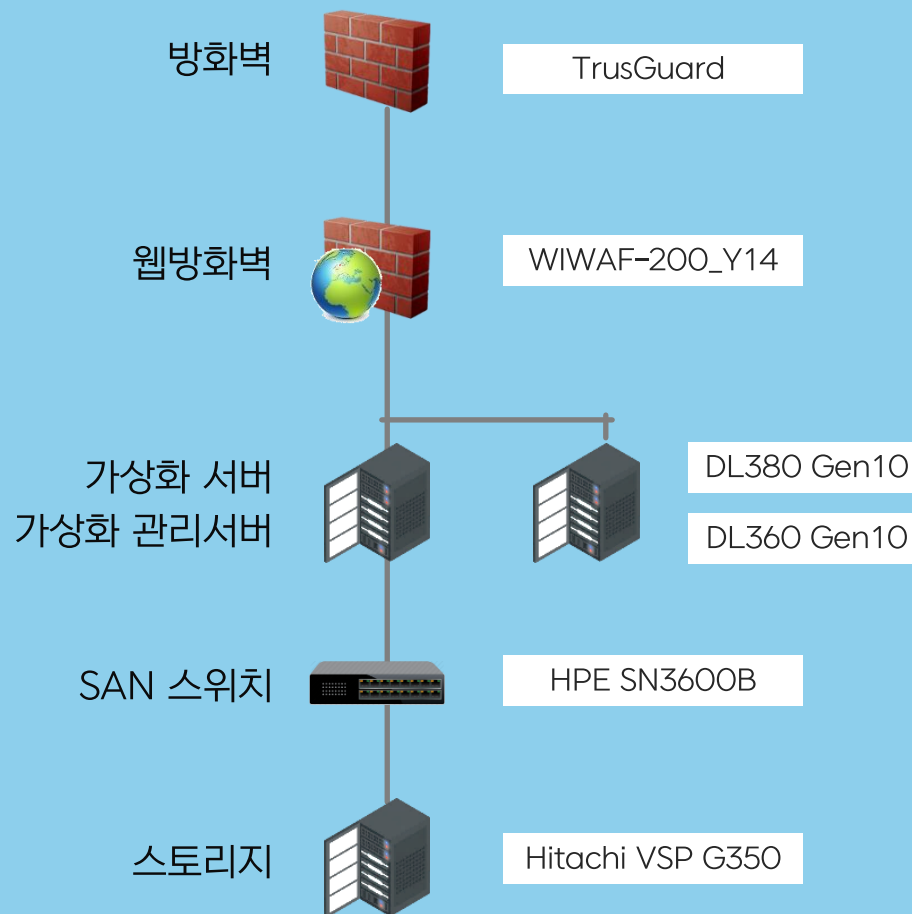 방화벽
TrusGuard
웹방화벽
WIWAF-200_Y14
가상화 서버
가상화 관리서버
DL380 Gen10
DL360 Gen10
SAN 스위치
HPE SN3600B
스토리지
Hitachi VSP G350